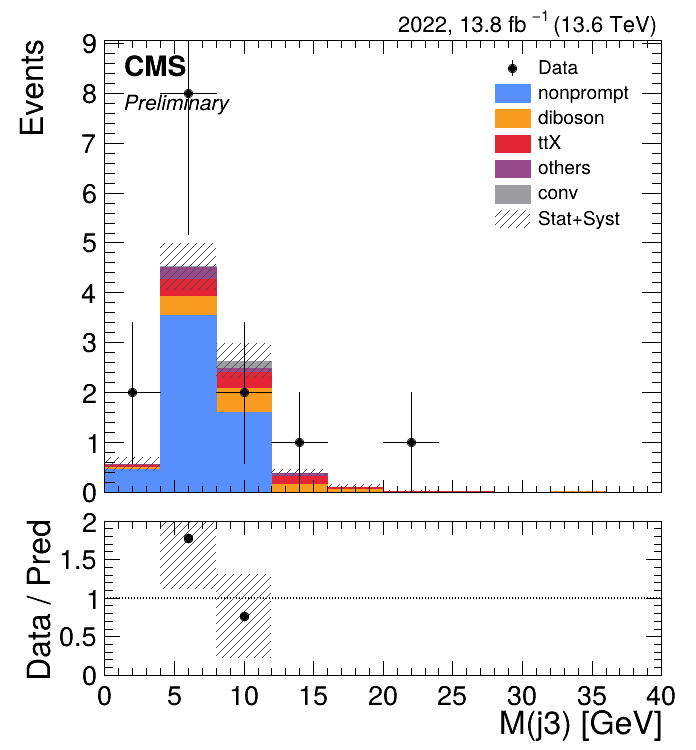 2022, 13.8 fb⁻¹ (13.6 TeV)
CMS
Preliminary
Events
9
8
7
6
5
4
3
2
1
0
Data
nonprompt
diboson
ttX
others
conv
Stat+Syst
Data / Pred
2
1.5
1
0.5
0
0 5 10 15 20 25 30 35 40
M(j3) [GeV]